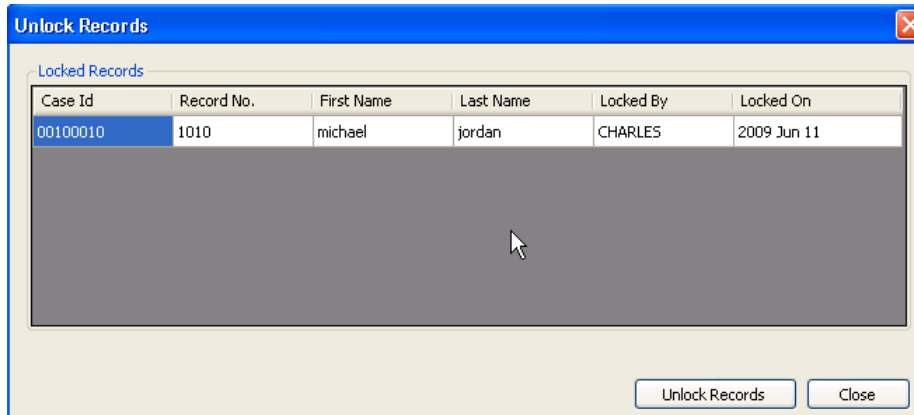 Unlock Records
Locked Records
Case Id Record No. First Name Last Name Locked By Locked On
00100010 1010 michael jordan CHARLES 2009 Jun 11
Unlock Records Close